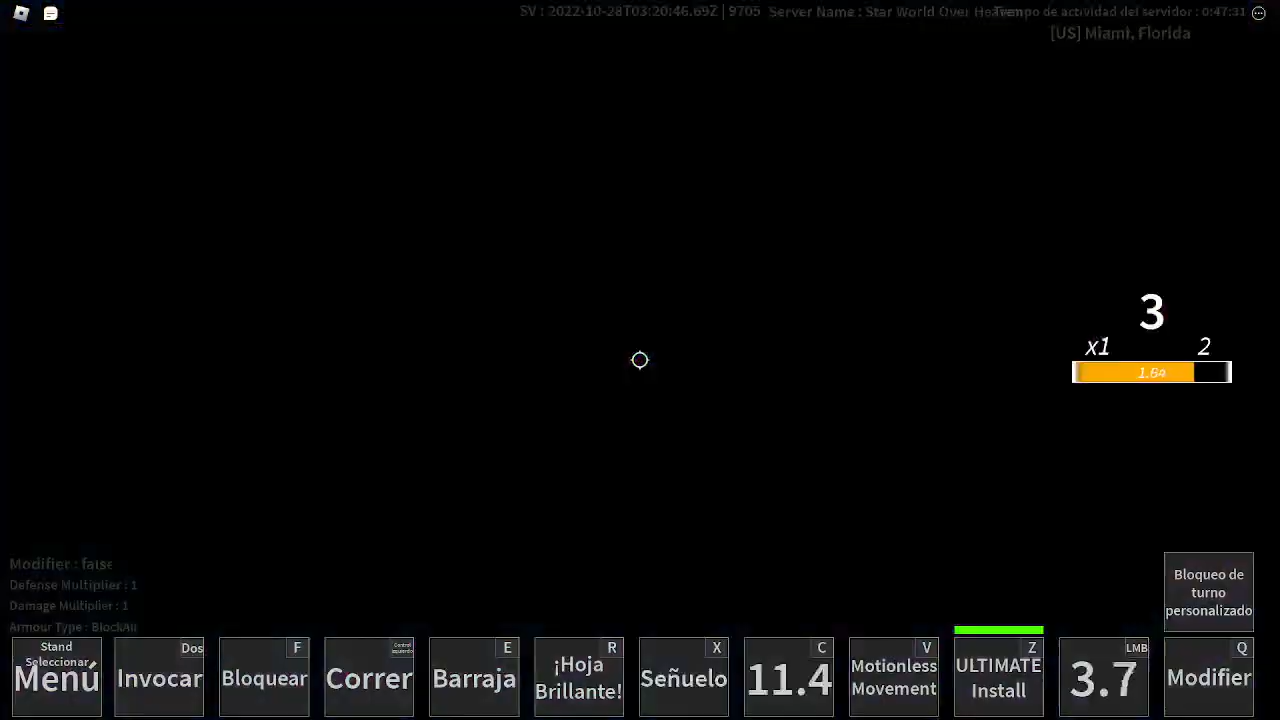 SV : 2022-10-28T03:20:46.69Z | 9705
Server Name : Star World Over Heaven
Tiempo de actividad del servidor : 0:47:31
[US] Miami, Florida
3
x1
2
1.84
Modifier : false
Defense Multiplier : 1
Damage Multiplier : 1
Armour Type : BlockAll
Bloqueo de
turno
personalizado
Stand
Seleccionar
Menú
Dos
Invocar
F
Bloquear
Control
izquierdo
Correr
E
Barraja
R
¡Hoja
Brillante!
X
Señuelo
C
11.4
V
Motionless
Movement
Z
ULTIMATE
Install
LMB
3.7
Q
Modifier